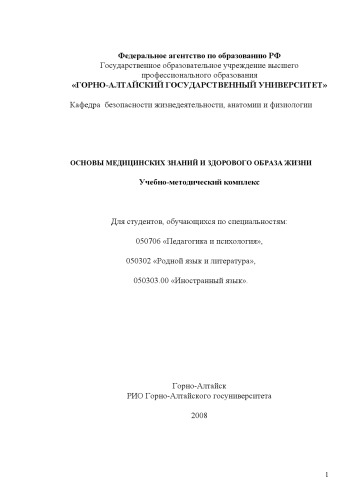 Федеральное агентство по образованию РФ
Государственное образовательное учреждение высшего
профессионального образования
«ГОРНО-АЛТАЙСКИЙ ГОСУДАРСТВЕННЫЙ УНИВЕРСИТЕТ»
Кафедра безопасности жизнедеятельности, анатомии и физиологии
ОСНОВЫ МЕДИЦИНСКИХ ЗНАНИЙ И ЗДОРОВОГО ОБРАЗА ЖИЗНИ
Учебно-методический комплекс
Для студентов, обучающихся по специальностям:
050706 «Педагогика и психология»,
050302 «Родной язык и литература»,
050303.00 «Иностранный язык».
Горно-Алтайск
РИО Горно-Алтайского госуниверситета
2008
1